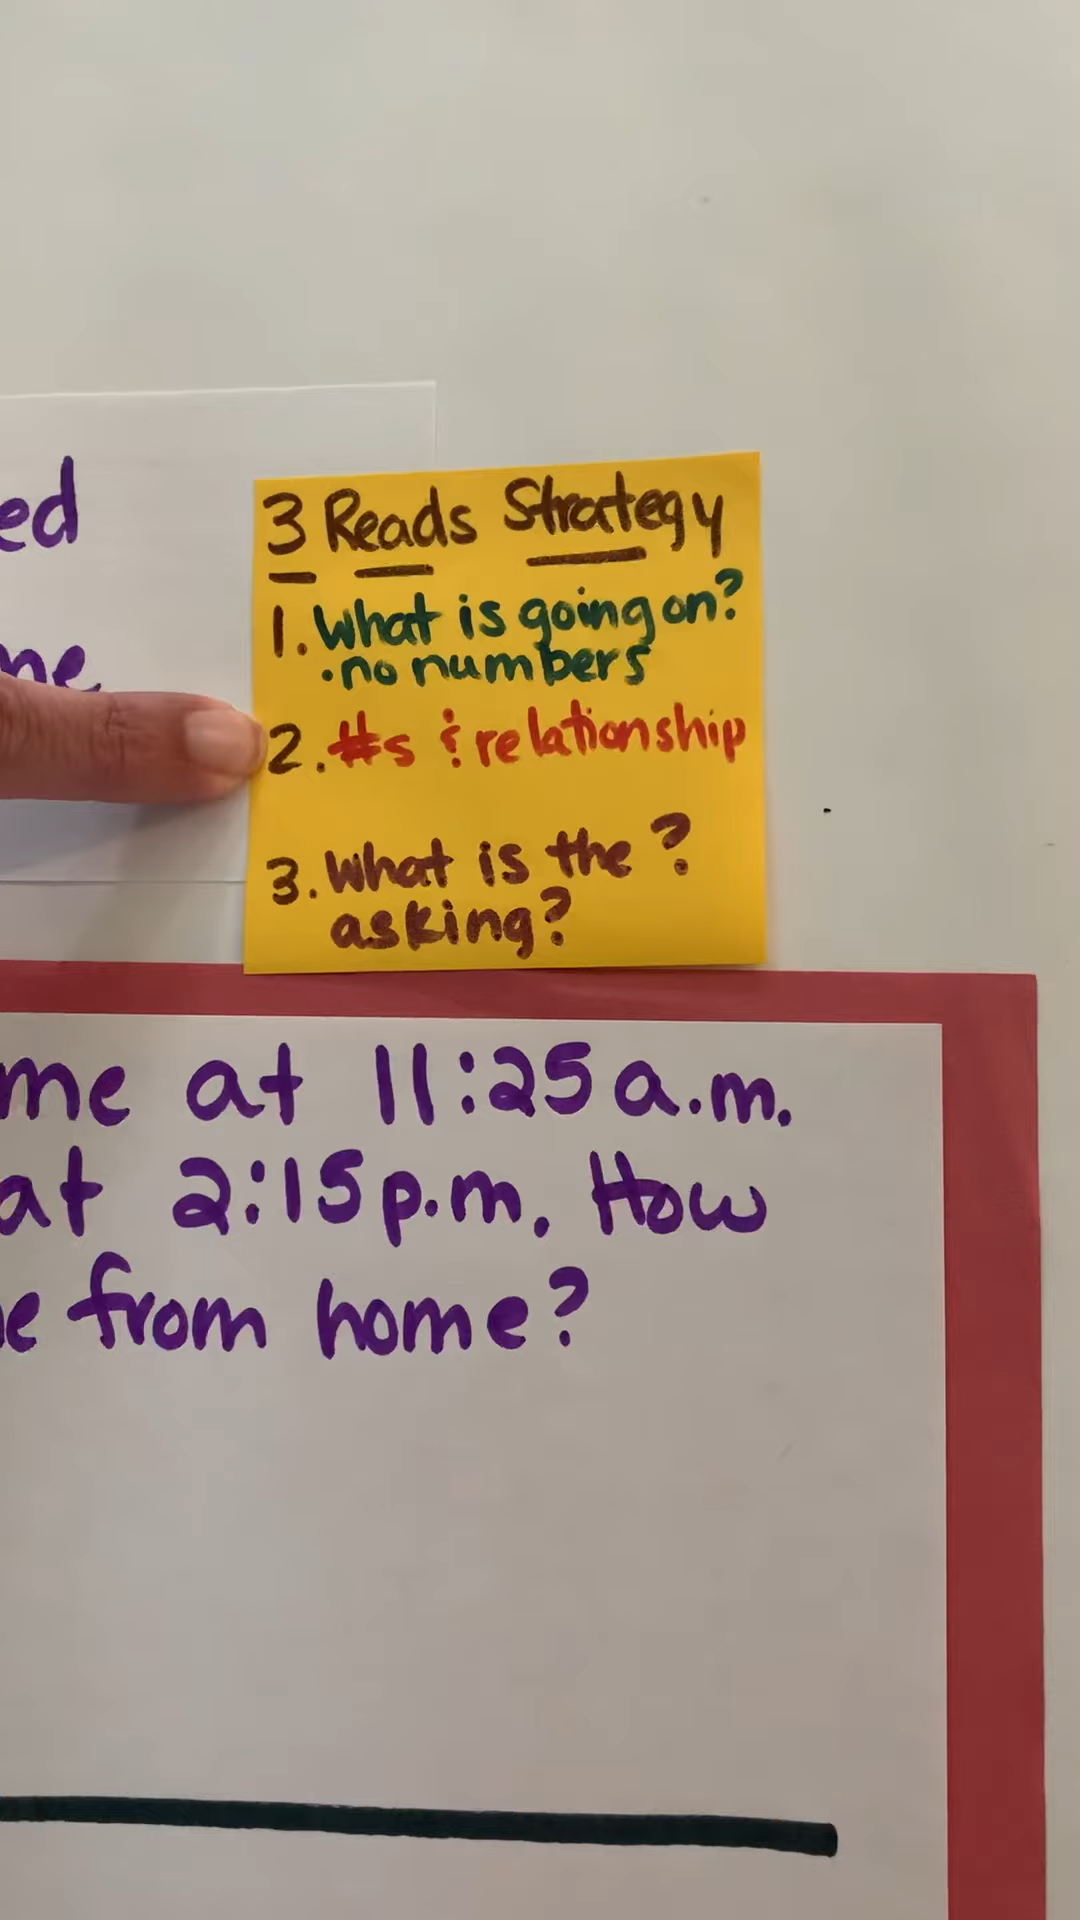 ed
me
3 Reads Strategy
1. What is going on?
• no numbers
2. #s & relationship
3. What is the ?
asking?
me at 11:25 a.m.
at 2:15 p.m. How
e from home?